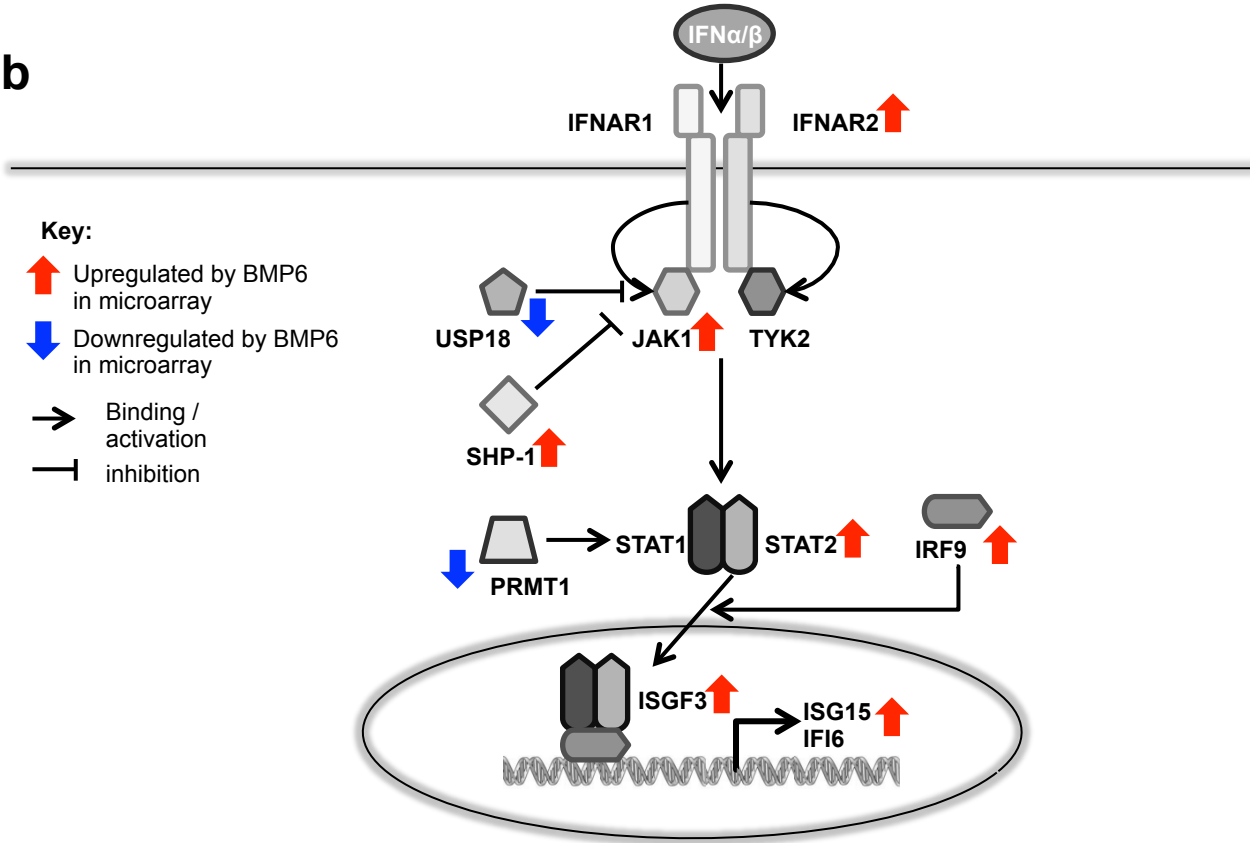 b
IFNα/β
IFNAR1
IFNAR2
Key:
Upregulated by BMP6
in microarray
Downregulated by BMP6
in microarray
Binding /
activation
inhibition
USP18
JAK1
TYK2
SHP-1
PRMT1
STAT1
STAT2
IRF9
ISGF3
ISG15
IFI6